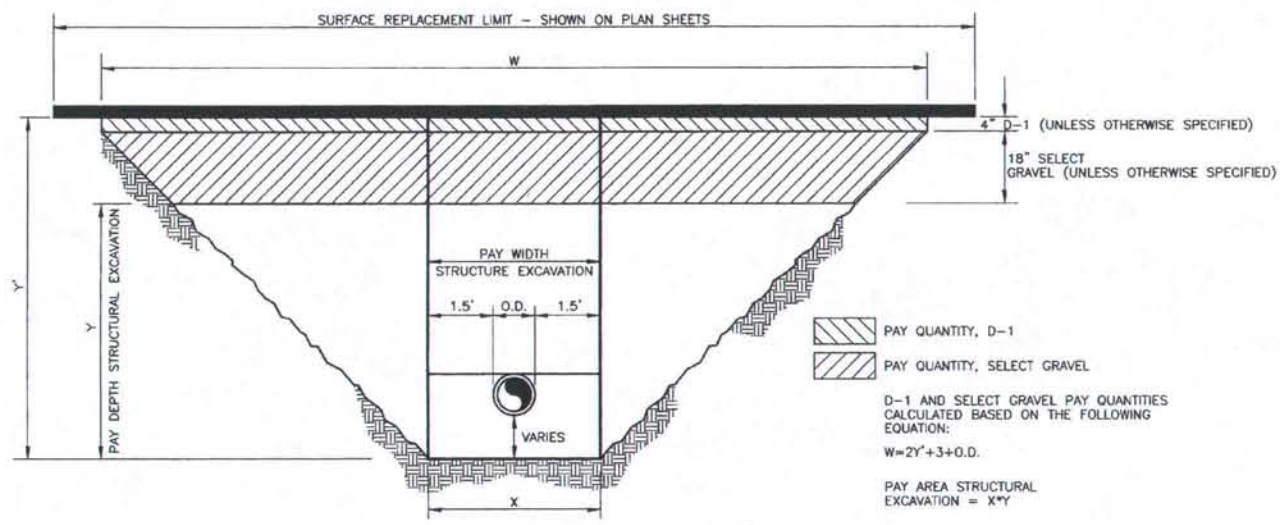 SURFACE REPLACEMENT LIMIT - SHOWN ON PLAN SHEETS
W
4" D-1 (UNLESS OTHERWISE SPECIFIED)
18" SELECT
GRAVEL (UNLESS OTHERWISE SPECIFIED)
Y'
Y
PAY DEPTH STRUCTURAL EXCAVATION
PAY WIDTH
STRUCTURE EXCAVATION
1.5' O.D. 1.5'
VARIES
X
PAY QUANTITY, D-1
PAY QUANTITY, SELECT GRAVEL
D-1 AND SELECT GRAVEL PAY QUANTITIES
CALCULATED BASED ON THE FOLLOWING
EQUATION:
W=2Y'+3+O.D.
PAY AREA STRUCTURAL
EXCAVATION = X*Y